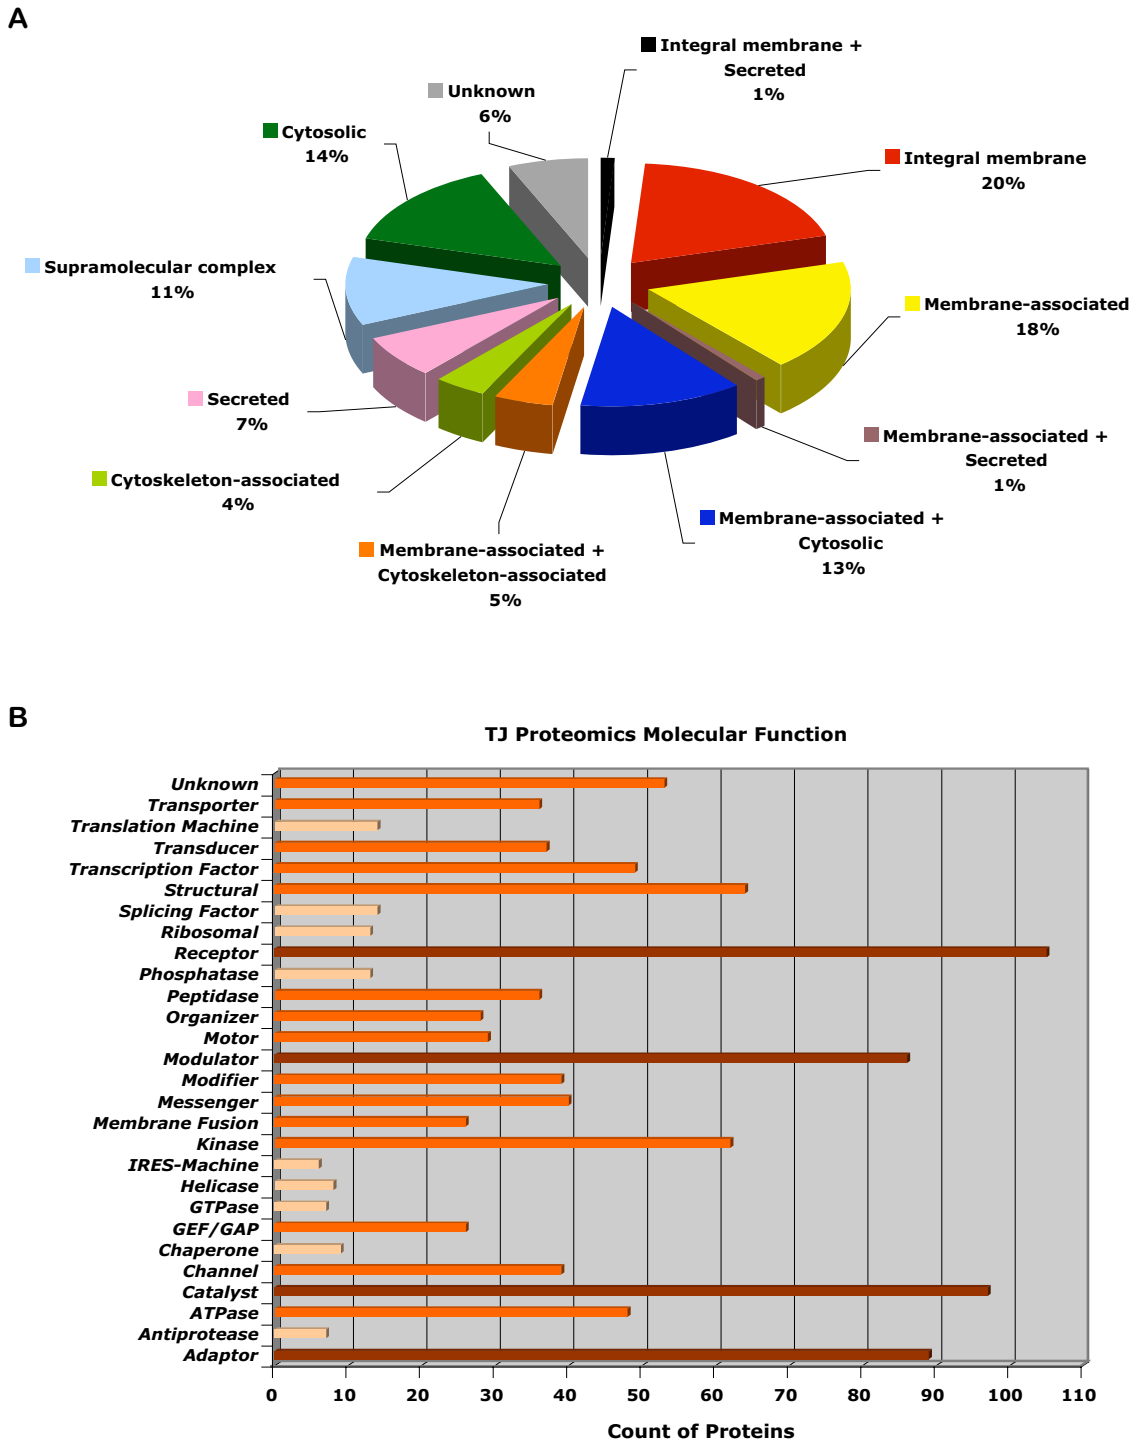 A
Integral membrane +
Secreted
1%
Unknown
6%
Cytosolic
14%
Integral membrane
20%
Supramolecular complex
11%
Membrane-associated
18%
Secreted
7%
Membrane-associated +
Secreted
1%
Cytoskeleton-associated
4%
Membrane-associated +
Cytosolic
13%
Membrane-associated +
Cytoskeleton-associated
5%
B
TJ Proteomics Molecular Function
Unknown
Transporter
Translation Machine
Transducer
Transcription Factor
Structural
Splicing Factor
Ribosomal
Receptor
Phosphatase
Peptidase
Organizer
Motor
Modulator
Modifier
Messenger
Membrane Fusion
Kinase
IRES-Machine
Helicase
GTPase
GEF/GAP
Chaperone
Channel
Catalyst
ATPase
Antiprotease
Adaptor
0 10 20 30 40 50 60 70 80 90 100 110
Count of Proteins